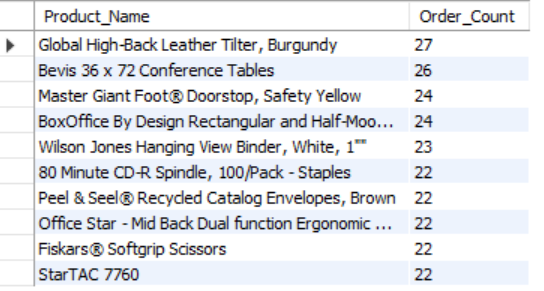 Product_Name Order_Count
Global High-Back Leather Tilter, Burgundy 27
Bevis 36 x 72 Conference Tables 26
Master Giant Foot® Doorstop, Safety Yellow 24
BoxOffice By Design Rectangular and Half-Moo... 24
Wilson Jones Hanging View Binder, White, 1"" 23
80 Minute CD-R Spindle, 100/Pack - Staples 22
Peel & Seel® Recycled Catalog Envelopes, Brown 22
Office Star - Mid Back Dual function Ergonomic ... 22
Fiskars® Softgrip Scissors 22
StarTAC 7760 22